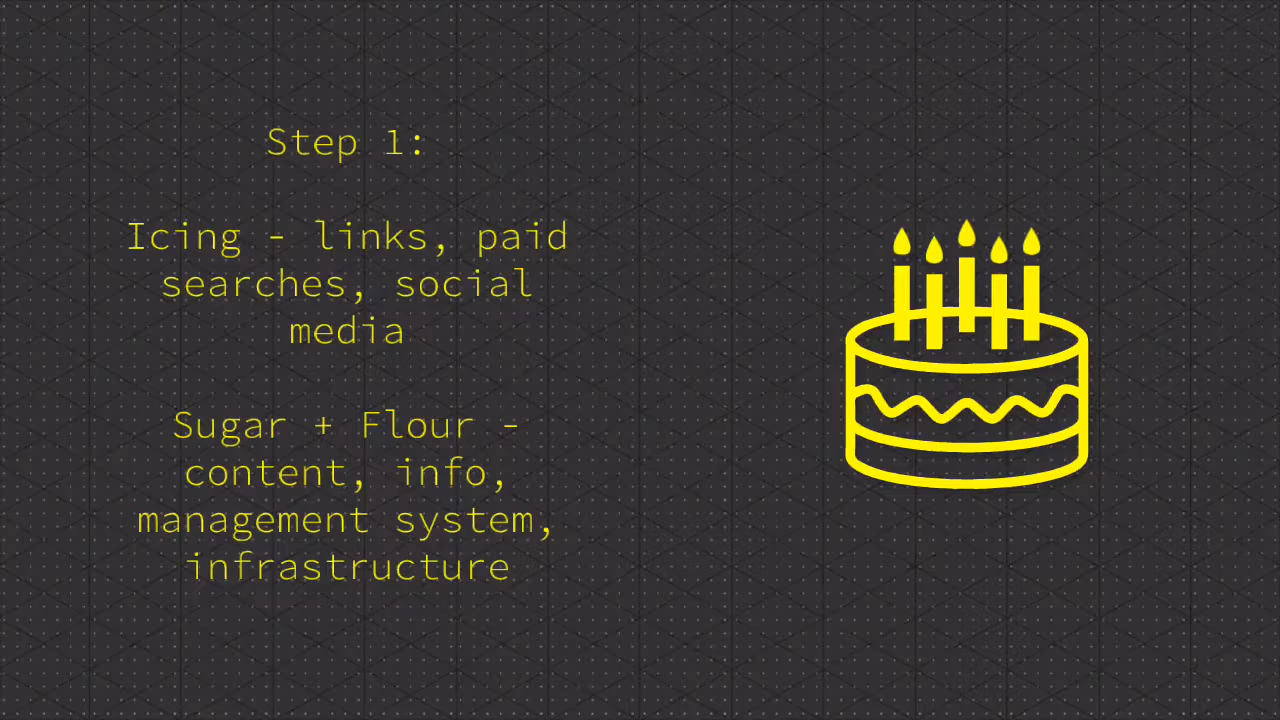 Step 1:
Icing - links, paid
searches, social
media
Sugar + Flour -
content, info,
management system,
infrastructure